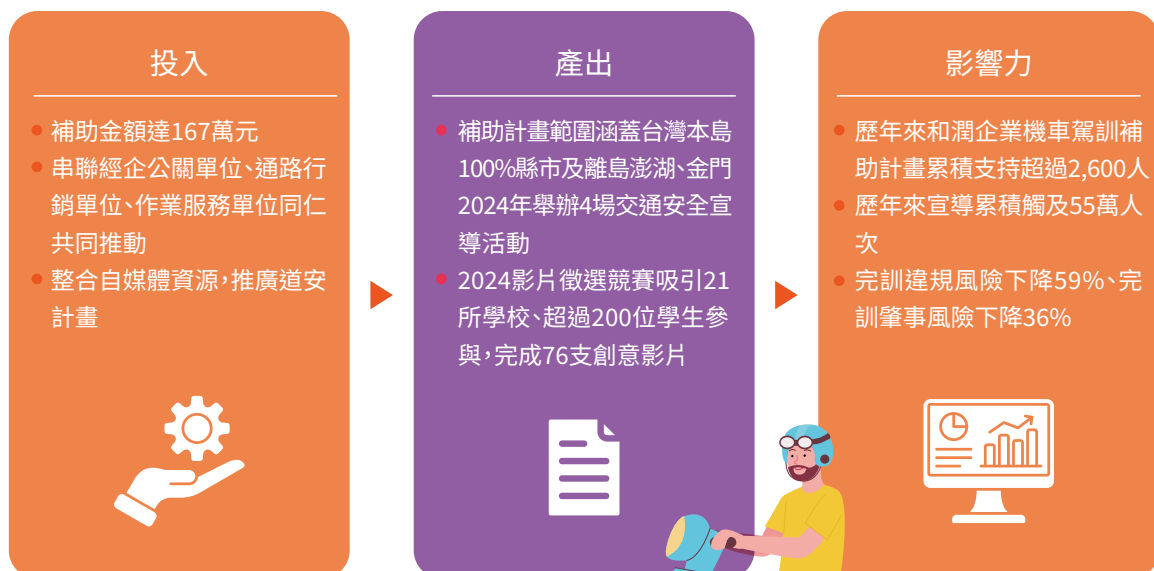 投入
補助金額達167萬元
串聯經企公關單位、通路行
銷單位、作業服務單位同仁
共同推動
整合自媒體資源,推廣道安
計畫
產出
補助計畫範圍涵蓋台灣本島
100%縣市及離島澎湖、金門
2024年舉辦4場交通安全宣
導活動
2024影片徵選競賽吸引21
所學校、超過200位學生參
與,完成76支創意影片
影響力
歷年來和潤企業機車駕訓補
助計畫累積支持超過2,600人
歷年來宣導累積觸及55萬人
次
完訓違規風險下降59%、完
訓肇事風險下降36%